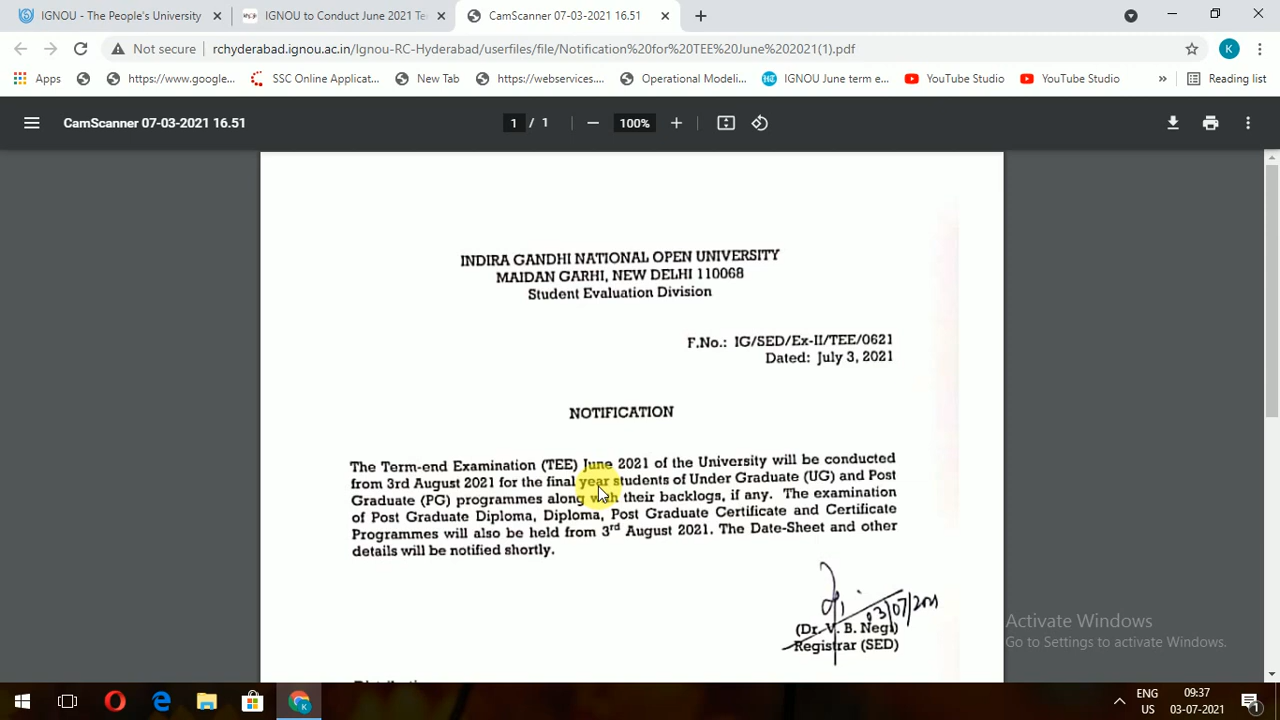 IGNOU - The People's University
IGNOU to Conduct June 2021 Te
CamScanner 07-03-2021 16.51
Not secure
rchyderabad.ignou.ac.in/Ignou-RC-Hyderabad/userfiles/file/Notification%20for%20TEE%20June%202021(1).pdf
K
Apps
https://www.google...
SSC Online Applicat...
New Tab
https://webservices....
Operational Modeli...
IGNOU June term e...
YouTube Studio
YouTube Studio
»
Reading list
CamScanner 07-03-2021 16.51
1 / 1
100%
INDIRA GANDHI NATIONAL OPEN UNIVERSITY
MAIDAN GARHI, NEW DELHI 110068
Student Evaluation Division
F.No.: IG/SED/Ex-II/TEE/0621
Dated: July 3, 2021
NOTIFICATION
The Term-end Examination (TEE) June 2021 of the University will be conducted
from 3rd August 2021 for the final year students of Under Graduate (UG) and Post
Graduate (PG) programmes along with their backlogs, if any. The examination
of Post Graduate Diploma, Diploma, Post Graduate Certificate and Certificate
Programmes will also be held from 3rd August 2021. The Date-Sheet and other
details will be notified shortly.
03/07/2021
(Dr. V. B. Negi)
Registrar (SED)
Activate Windows
Go to Settings to activate Windows.
ENG
US
09:37
03-07-2021
1